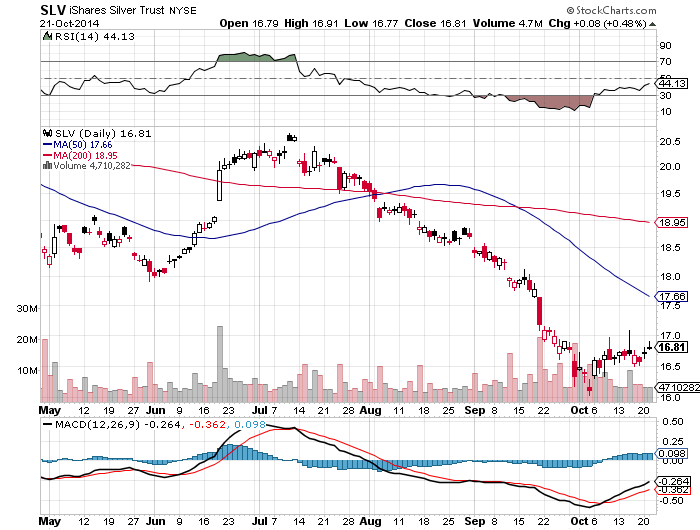 SLV iShares Silver Trust NYSE © StockCharts.com
21-Oct-2014 Open 16.79 High 16.91 Low 16.77 Close 16.81 Volume 4.7M Chg +0.08 (+0.48%)
RSI(14) 44.13
90
70
50
44.13
30
10
SLV (Daily) 16.81
MA(50) 17.66
MA(200) 18.95
Volume 4,710,282
20.5
20.0
19.5
18.95
18.5
18.0
17.66
17.5
17.0
16.81
16.5
4710282
16.0
30M
20M
10M
May 12 19 27 Jun 9 16 23 Jul 7 14 21 28 Aug 11 18 25 Sep 8 15 22 Oct 6 13 20
MACD(12,26,9) -0.264, -0.362, 0.098
0.50
0.25
0.098
0.00
-0.264
-0.362
-0.50
May 12 19 27 Jun 9 16 23 Jul 7 14 21 28 Aug 11 18 25 Sep 8 15 22 Oct 6 13 20